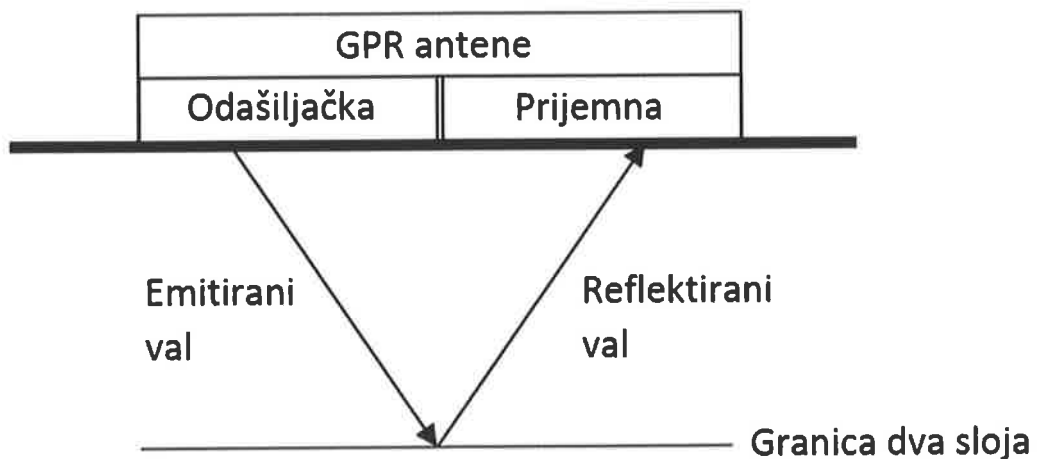 GPR antene
Odašiljačka
Prijemna
Emitirani
val
Reflektirani
val
Granica dva sloja